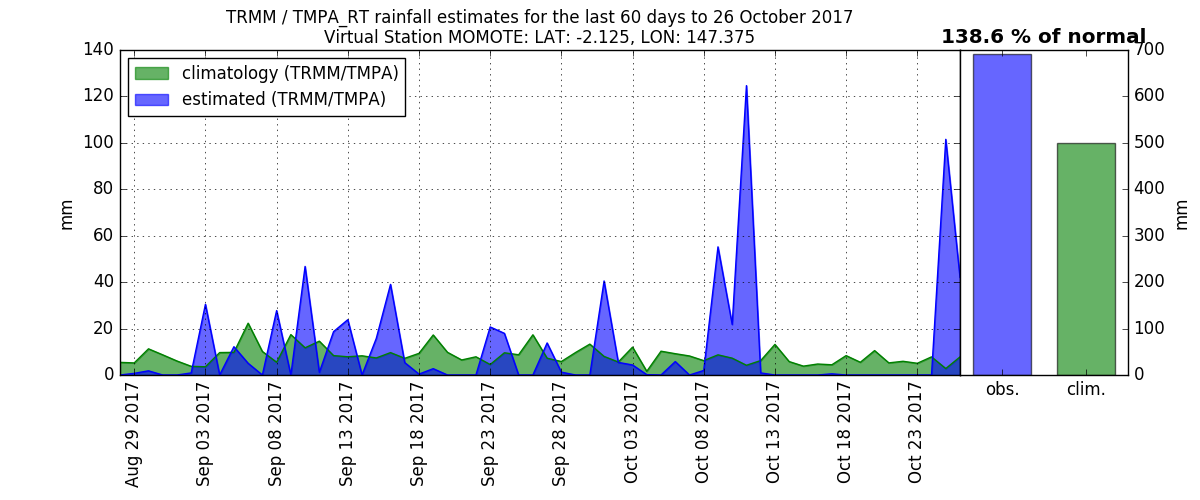 TRMM / TMPA_RT rainfall estimates for the last 60 days to 26 October 2017
Virtual Station MOMOTE: LAT: -2.125, LON: 147.375
138.6 % of normal
climatology (TRMM/TMPA)
estimated (TRMM/TMPA)
140
120
100
80
60
40
20
0
mm
Aug 29 2017
Sep 03 2017
Sep 08 2017
Sep 13 2017
Sep 18 2017
Sep 23 2017
Sep 28 2017
Oct 03 2017
Oct 08 2017
Oct 13 2017
Oct 18 2017
Oct 23 2017
700
600
500
400
300
200
100
0
mm
obs.
clim.